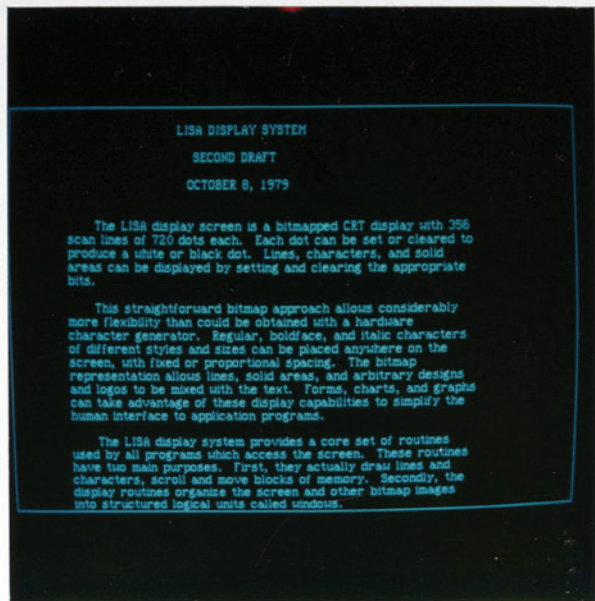 LISA DISPLAY SYSTEM
SECOND DRAFT
OCTOBER 8, 1979
The LISA display screen is a bitmapped CRT display with 356
scan lines of 720 dots each. Each dot can be set or cleared to
produce a white or black dot. Lines, characters, and solid
areas can be displayed by setting and clearing the appropriate
bits.
This straightforward bitmap approach allows considerably
more flexibility than could be obtained with a hardware
character generator. Regular, boldface, and italic characters
of different styles and sizes can be placed anywhere on the
screen, with fixed or proportional spacing. The bitmap
representation allows lines, solid areas, and arbitrary designs
and logos to be mixed with the text. Forms, charts, and graphs
can take advantage of these display capabilities to simplify the
human interface to application programs.
The LISA display system provides a core set of routines
used by all programs which access the screen. These routines
have two main purposes. First, they actually draw lines and
characters, scroll and move blocks of memory. Secondly, the
display routines organize the screen and other bitmap images
into structured logical units called windows.